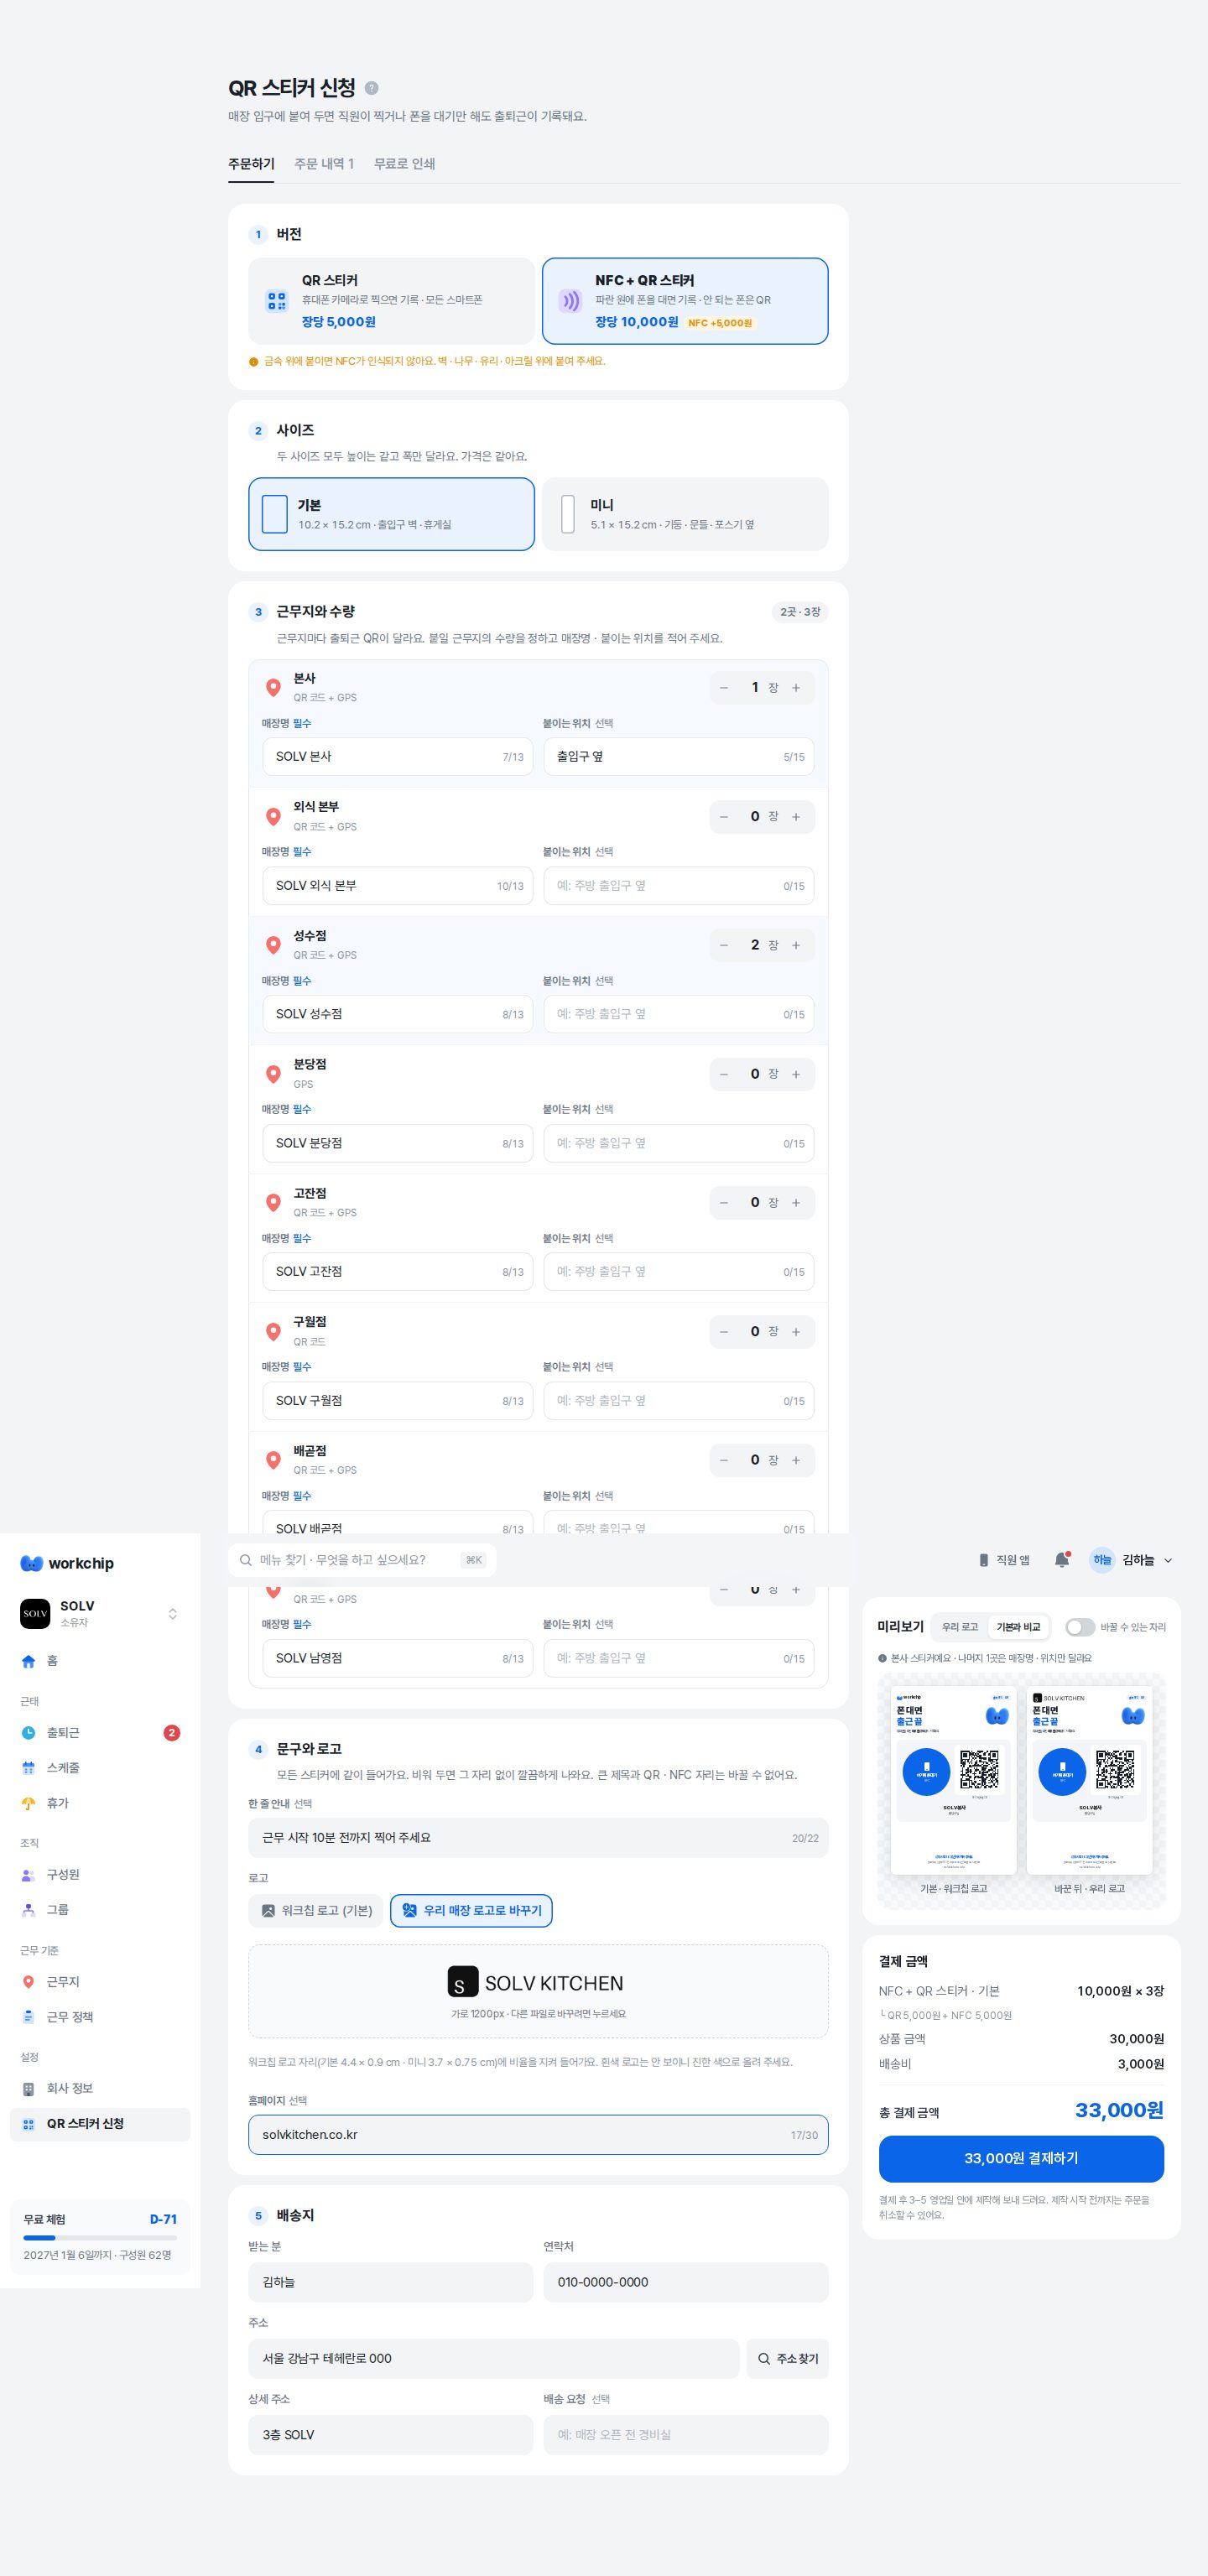 QR 스티커 신청 ?
매장 입구에 붙여 두면 직원이 찍거나 폰을 대기만 해도 출퇴근이 기록돼요.
주문하기 주문 내역 1 무료로 인쇄
1 버전
QR 스티커
휴대폰 카메라로 찍으면 기록 · 모든 스마트폰
장당 5,000원
NFC + QR 스티커
파란 원에 폰을 대면 기록 · 안 되는 폰은 QR
장당 10,000원 NFC +5,000원
금속 위에 붙이면 NFC가 인식되지 않아요. 벽 · 나무 · 유리 · 아크릴 위에 붙여 주세요.
2 사이즈
두 사이즈 모두 높이는 같고 폭만 달라요. 가격은 같아요.
기본
10.2 × 15.2 cm · 출입구 벽 · 휴게실
미니
5.1 × 15.2 cm · 기둥 · 문틀 · 포스기 옆
3 근무지와 수량 2곳 · 3장
근무지마다 출퇴근 QR이 달라요. 붙일 근무지의 수량을 정하고 매장명 · 붙이는 위치를 적어 주세요.
본사
QR 코드 + GPS
− 1 장 +
매장명 필수 붙이는 위치 선택
SOLV 본사 7/13 출입구 옆 5/15
외식 본부
QR 코드 + GPS
− 0 장 +
매장명 필수 붙이는 위치 선택
SOLV 외식 본부 10/13 예: 주방 출입구 옆 0/15
성수점
QR 코드 + GPS
− 2 장 +
매장명 필수 붙이는 위치 선택
SOLV 성수점 8/13 예: 주방 출입구 옆 0/15
분당점
GPS
− 0 장 +
매장명 필수 붙이는 위치 선택
SOLV 분당점 8/13 예: 주방 출입구 옆 0/15
고잔점
QR 코드 + GPS
− 0 장 +
매장명 필수 붙이는 위치 선택
SOLV 고잔점 8/13 예: 주방 출입구 옆 0/15
구월점
QR 코드
− 0 장 +
매장명 필수 붙이는 위치 선택
SOLV 구월점 8/13 예: 주방 출입구 옆 0/15
배곧점
QR 코드 + GPS
− 0 장 +
매장명 필수 붙이는 위치 선택
SOLV 배곧점 8/13 예: 주방 출입구 옆 0/15
메뉴 찾기 · 무엇을 하고 싶으세요? ⌘K
직원 앱 하늘 김하늘
QR 코드 + GPS
− 0 장 +
매장명 필수 붙이는 위치 선택
SOLV 남영점 8/13 예: 주방 출입구 옆 0/15
4 문구와 로고
모든 스티커에 같이 들어가요. 비워 두면 그 자리 없이 깔끔하게 나와요. 큰 제목과 QR · NFC 자리는 바꿀 수 없어요.
한 줄 안내 선택
근무 시작 10분 전까지 찍어 주세요 20/22
로고
워크칩 로고 (기본) 우리 매장 로고로 바꾸기
S SOLV KITCHEN
가로 1200px · 다른 파일로 바꾸려면 누르세요
워크칩 로고 자리(기본 4.4 × 0.9 cm · 미니 3.7 × 0.75 cm)에 비율을 지켜 들어가요. 흰색 로고는 안 보이니 진한 색으로 올려 주세요.
홈페이지 선택
solvkitchen.co.kr 17/30
5 배송지
받는 분 연락처
김하늘 010-0000-0000
주소
서울 강남구 테헤란로 000 주소 찾기
상세 주소 배송 요청 선택
3층 SOLV 예: 매장 오픈 전 경비실
workchip
SOLV SOLV
소유자
홈
근태
출퇴근 2
스케줄
휴가
조직
구성원
그룹
근무 기준
근무지
근무 정책
설정
회사 정보
QR 스티커 신청
무료 체험 D-71
2027년 1월 6일까지 · 구성원 62명
미리보기 우리 로고 기본과 비교 바꿀 수 있는 자리
본사 스티커예요 · 나머지 1곳은 매장명 · 위치만 달라요
workchip
폰 대면
출근 끝
SOLV 본사
S SOLV KITCHEN
폰 대면
출근 끝
SOLV 본사
기본 · 워크칩 로고 바꾼 뒤 · 우리 로고
결제 금액
NFC + QR 스티커 · 기본 10,000원 × 3장
└ QR 5,000원 + NFC 5,000원
상품 금액 30,000원
배송비 3,000원
총 결제 금액 33,000원
33,000원 결제하기
결제 후 3–5 영업일 안에 제작해 보내 드려요. 제작 시작 전까지는 주문을
취소할 수 있어요.